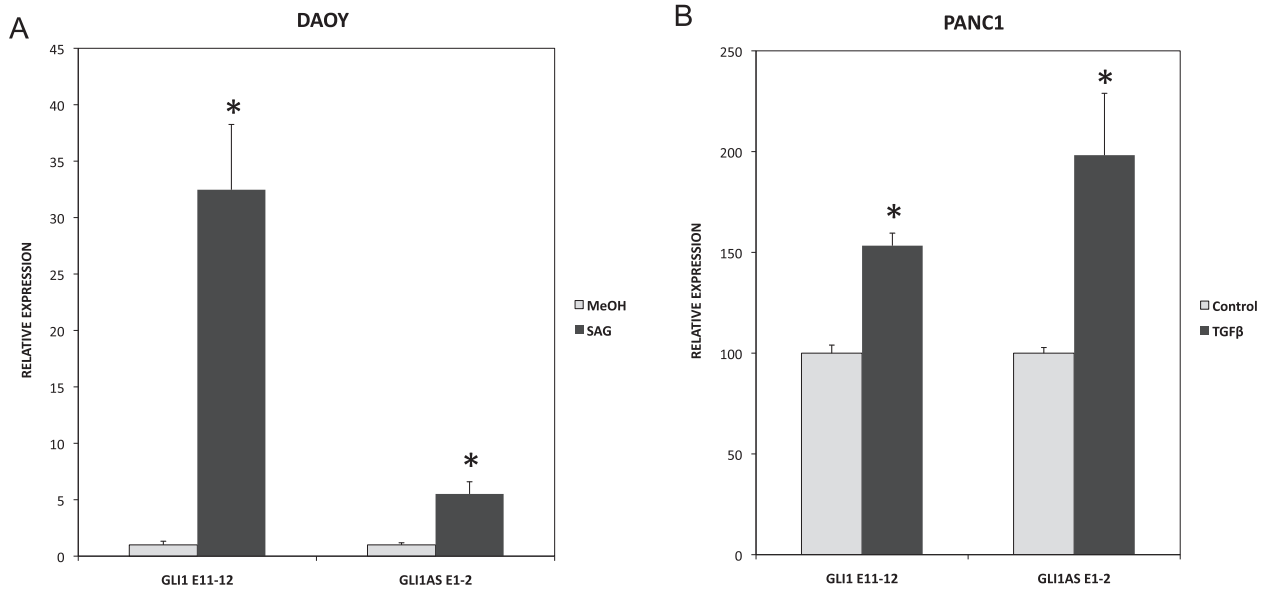 A
DAOY
45
40
35
30
25
20
15
10
5
0
RELATIVE EXPRESSION
*
*
GLI1 E11-12
GLI1AS E1-2
MeOH
SAG
B
PANC1
250
200
150
100
50
0
RELATIVE EXPRESSION
*
*
GLI1 E11-12
GLI1AS E1-2
Control
TGFβ